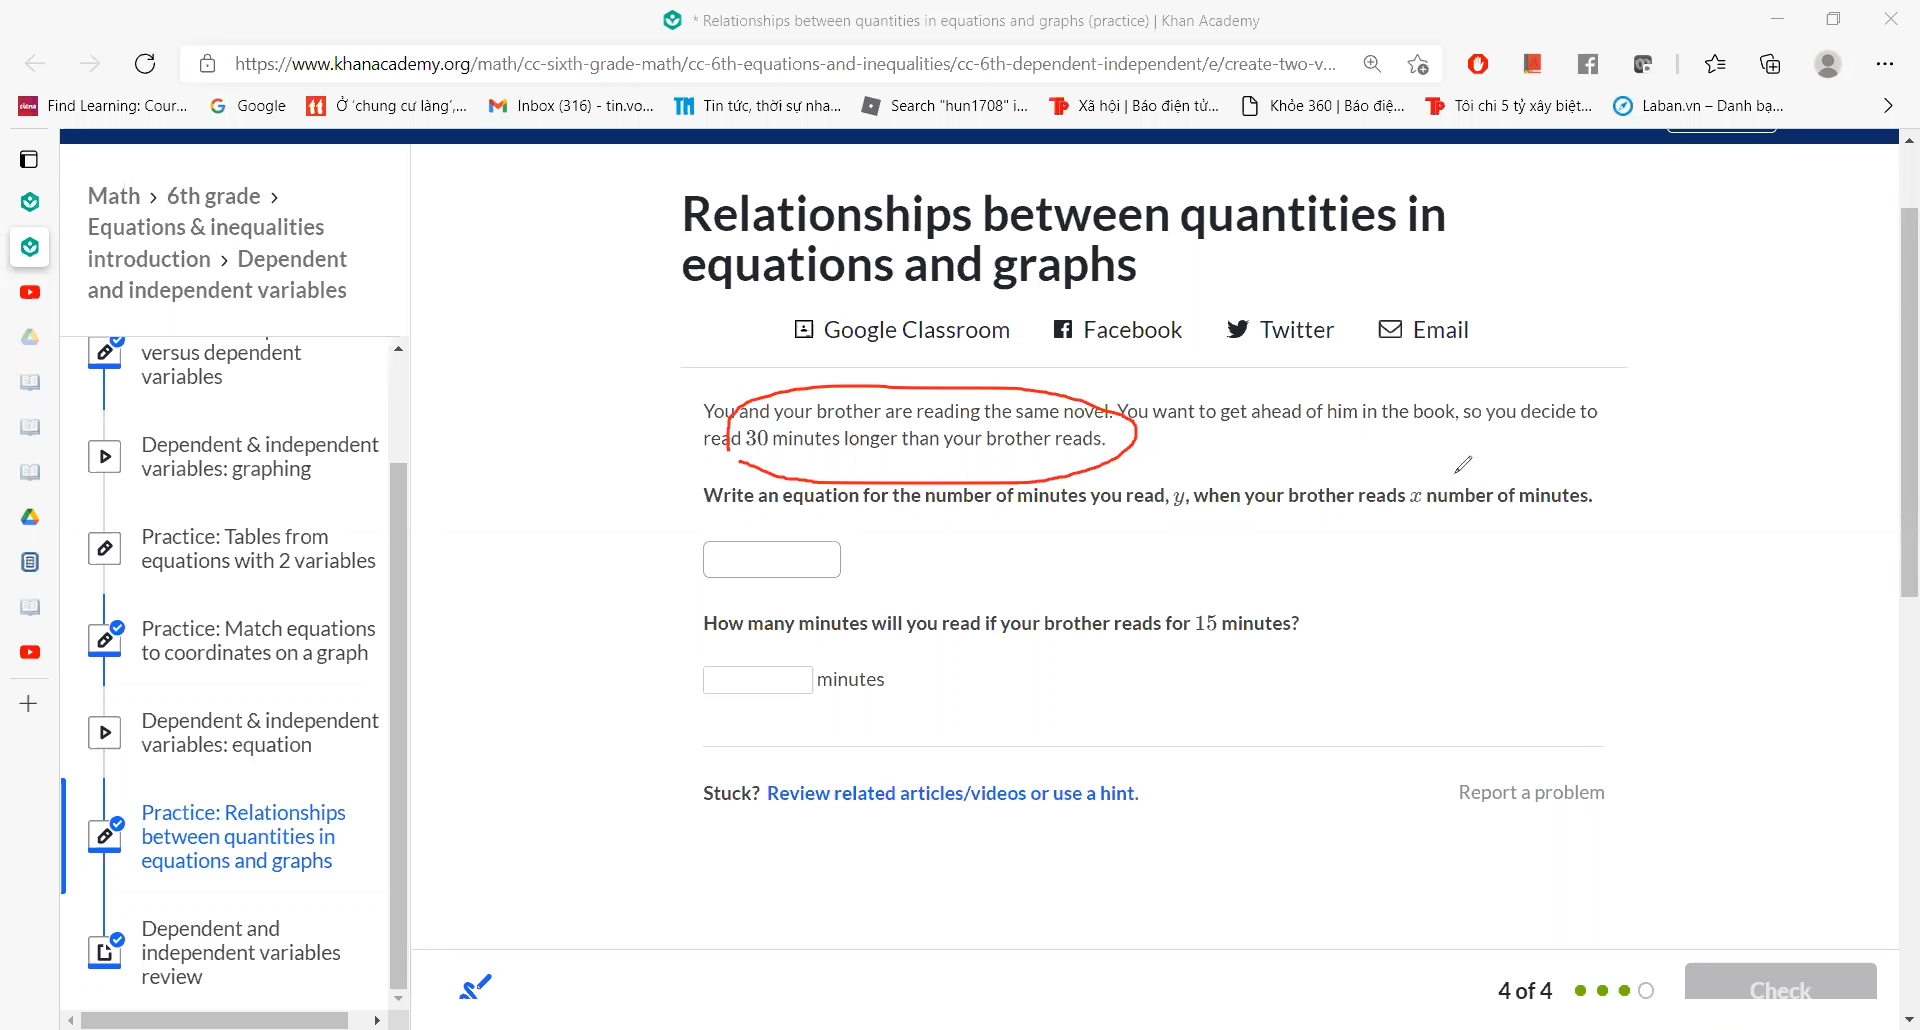 * Relationships between quantities in equations and graphs (practice) | Khan Academy
https://www.khanacademy.org/math/cc-sixth-grade-math/cc-6th-equations-and-inequalities/cc-6th-dependent-independent/e/create-two-v...
Find Learning: Cour...
Google
Ở 'chung cư làng',...
Inbox (316) - tin.vo...
Tin tức, thời sự nha...
Search "hun1708" i...
Xã hội | Báo điện tử...
Khỏe 360 | Báo điệ...
Tôi chi 5 tỷ xây biệt...
Laban.vn – Danh bạ...
Math > 6th grade >
Equations & inequalities
introduction > Dependent
and independent variables
versus dependent
variables
Dependent & independent
variables: graphing
Practice: Tables from
equations with 2 variables
Practice: Match equations
to coordinates on a graph
Dependent & independent
variables: equation
Practice: Relationships
between quantities in
equations and graphs
Dependent and
independent variables
review
Relationships between quantities in
equations and graphs
Google Classroom
Facebook
Twitter
Email
You and your brother are reading the same novel. You want to get ahead of him in the book, so you decide to
read 30 minutes longer than your brother reads.
Write an equation for the number of minutes you read, y, when your brother reads x number of minutes.
How many minutes will you read if your brother reads for 15 minutes?
minutes
Stuck? Review related articles/videos or use a hint.
Report a problem
4 of 4
Check